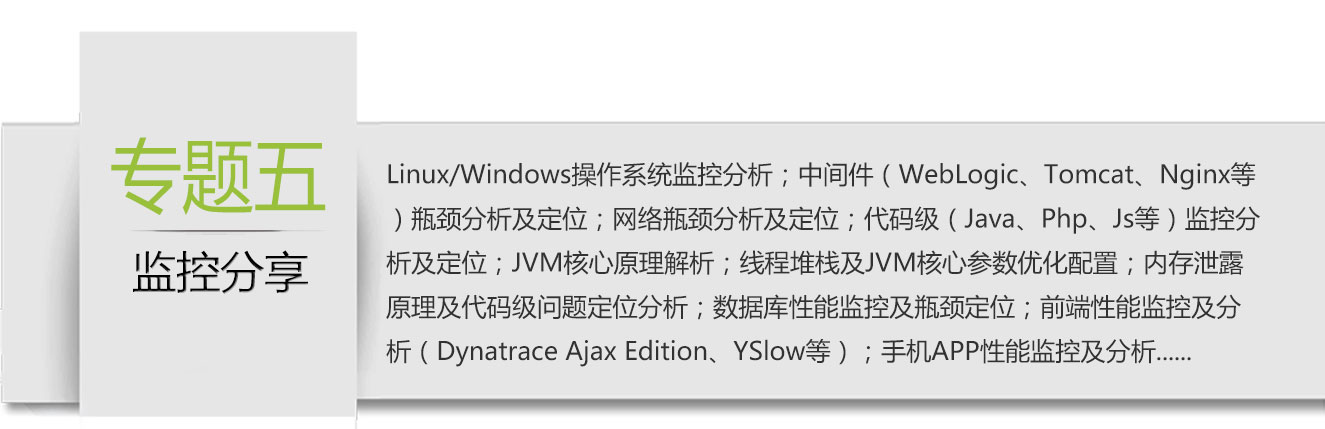 专题五
监控分享
Linux/Windows操作系统监控分析；中间件（WebLogic、Tomcat、Nginx等
）瓶颈分析及定位；网络瓶颈分析及定位；代码级（Java、Php、Js等）监控分
析及定位；JVM核心原理解析；线程堆栈及JVM核心参数优化配置；内存泄露
原理及代码级问题定位分析；数据库性能监控及瓶颈定位；前端性能监控及分
析（Dynatrace Ajax Edition、YSlow等）；手机APP性能监控及分析......